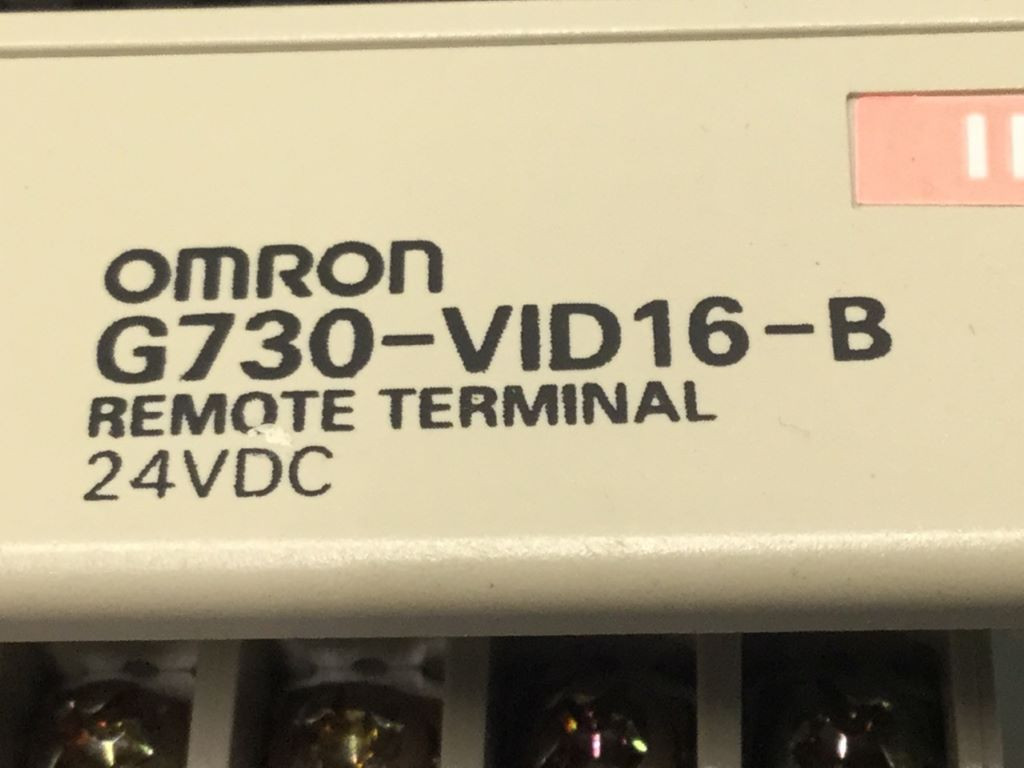 OMRON
G730-VID16-B
REMOTE TERMINAL
24VDC